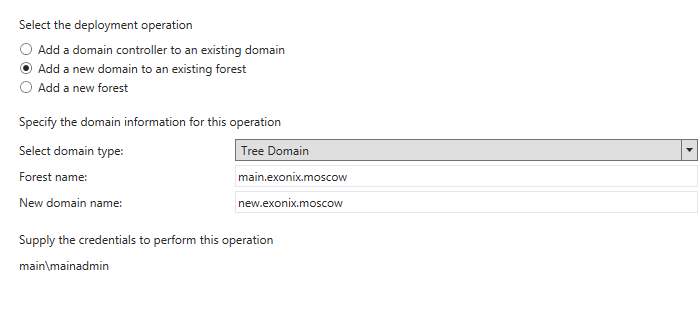 Select the deployment operation
Add a domain controller to an existing domain
Add a new domain to an existing forest
Add a new forest
Specify the domain information for this operation
Select domain type: Tree Domain
Forest name: main.exonix.moscow
New domain name: new.exonix.moscow
Supply the credentials to perform this operation
main\mainadmin